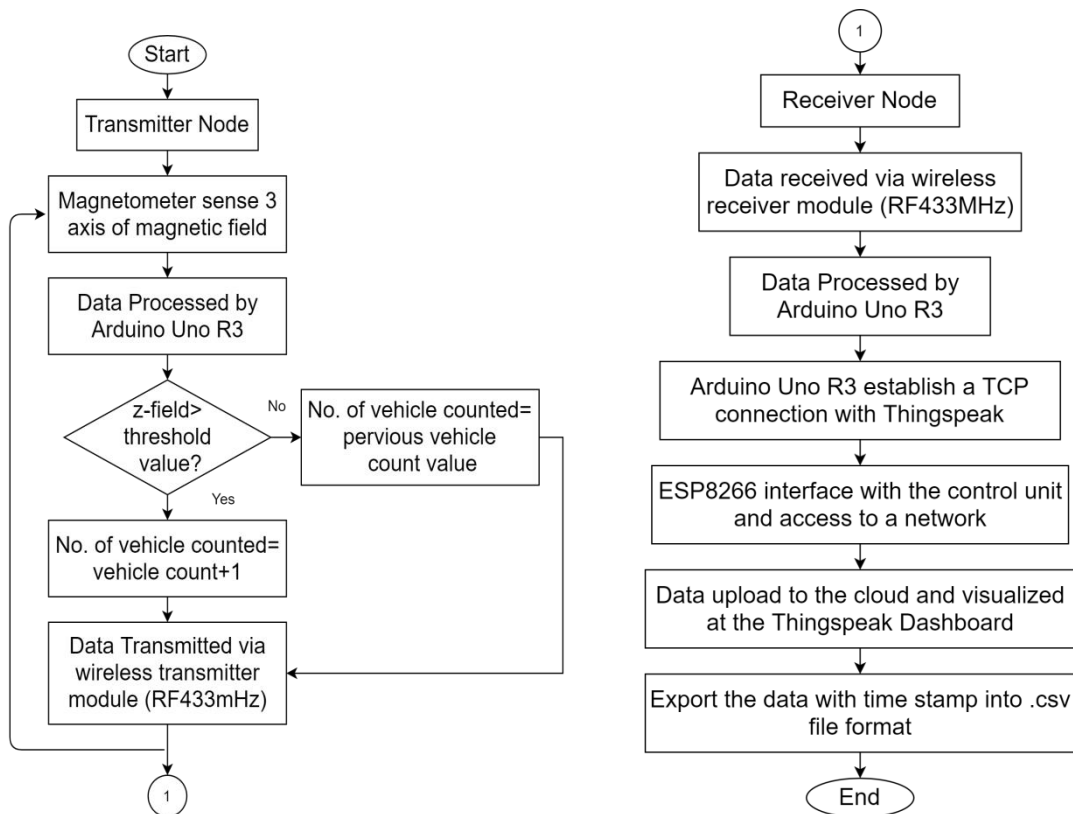 Start
Transmitter Node
Magnetometer sense 3
axis of magnetic field
Data Processed by
Arduino Uno R3
z-field>
threshold
value?
No
No. of vehicle counted=
pervious vehicle
count value
Yes
No. of vehicle counted=
vehicle count+1
Data Transmitted via
wireless transmitter
module (RF433mHz)
1
1
Receiver Node
Data received via wireless
receiver module (RF433MHz)
Data Processed by
Arduino Uno R3
Arduino Uno R3 establish a TCP
connection with Thingspeak
ESP8266 interface with the control unit
and access to a network
Data upload to the cloud and visualized
at the Thingspeak Dashboard
Export the data with time stamp into .csv
file format
End